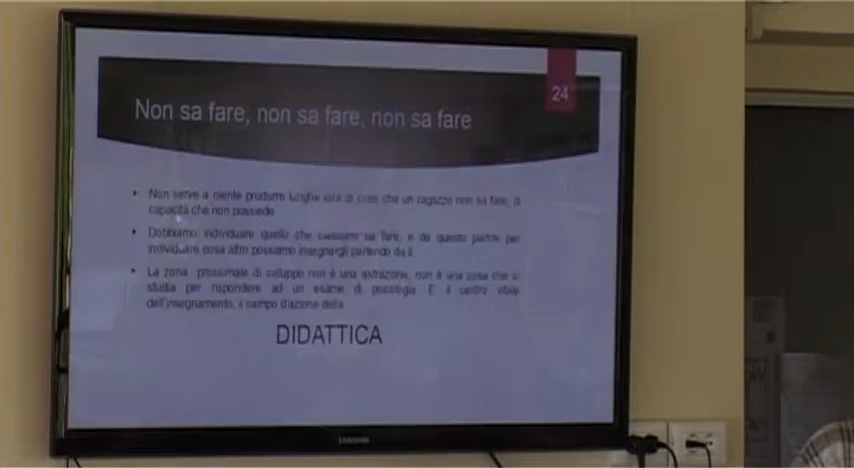 24
Non sa fare, non sa fare, non sa fare
• Non serve a niente produrre lunghe liste di cose che un ragazzo non sa fare, di
capacità che non possiede
• Dobbiamo individuare quello che ciascuno sa fare, e da questo partire per
individuare cosa altro possiamo insegnargli partendo da lì
• La zona prossimale di sviluppo non è una astrazione, non è una cosa che si
studia per rispondere ad un esame di psicologia. E' il centro vitale
dell'insegnamento, il campo d'azione della
DIDATTICA
SAMSUNG